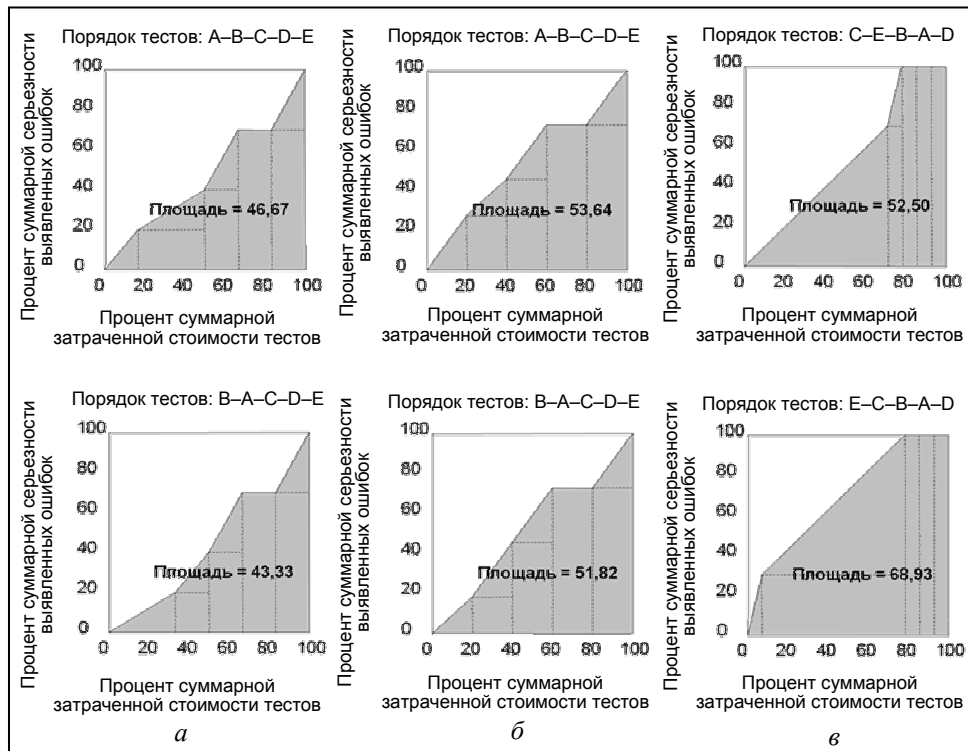 Порядок тестов: A–B–C–D–E
Процент суммарной серьезности
выявленных ошибок
100
80
60
40
20
0
Площадь = 46,67
0 20 40 60 80 100
Процент суммарной
затраченной стоимости тестов
Порядок тестов: A–B–C–D–E
Процент суммарной серьезности
выявленных ошибок
100
80
60
40
20
0
Площадь = 53,64
0 20 40 60 80 100
Процент суммарной
затраченной стоимости тестов
Порядок тестов: C–E–B–A–D
Процент суммарной серьезности
выявленных ошибок
100
80
60
40
20
0
Площадь = 52,50
0 20 40 60 80 100
Процент суммарной
затраченной стоимости тестов
Порядок тестов: B–A–C–D–E
Процент суммарной серьезности
выявленных ошибок
100
80
60
40
20
0
Площадь = 43,33
0 20 40 60 80 100
Процент суммарной
затраченной стоимости тестов
Порядок тестов: B–A–C–D–E
Процент суммарной серьезности
выявленных ошибок
100
80
60
40
20
0
Площадь = 51,82
0 20 40 60 80 100
Процент суммарной
затраченной стоимости тестов
Порядок тестов: E–C–B–A–D
Процент суммарной серьезности
выявленных ошибок
100
80
60
40
20
0
Площадь = 68,93
0 20 40 60 80 100
Процент суммарной
затраченной стоимости тестов
а б в